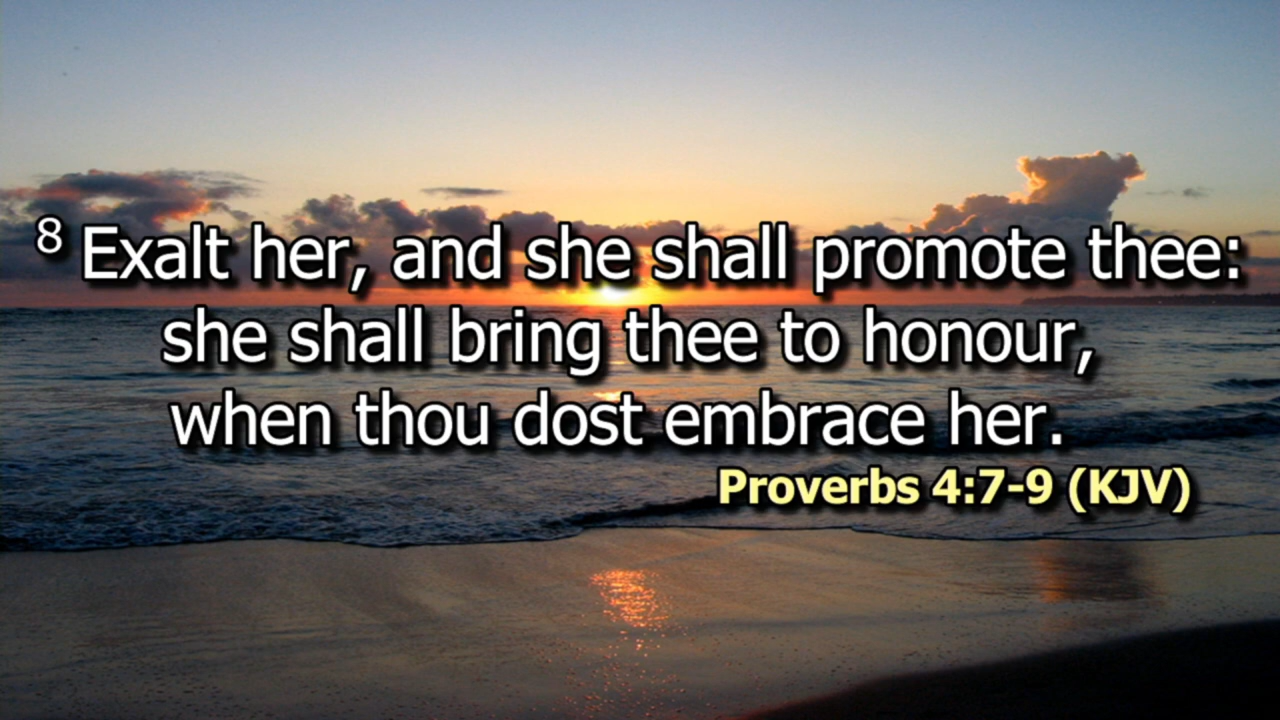 8 Exalt her, and she shall promote thee:
she shall bring thee to honour,
when thou dost embrace her.
Proverbs 4:7-9 (KJV)